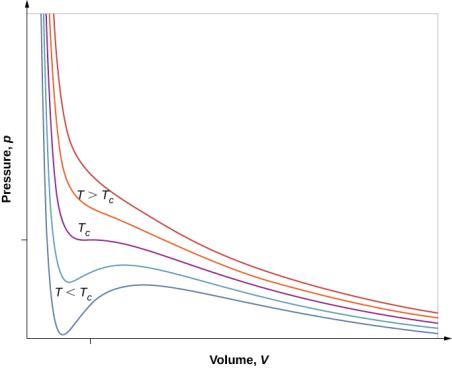 Pressure, p
T > Tc
Tc
T < Tc
Volume, V